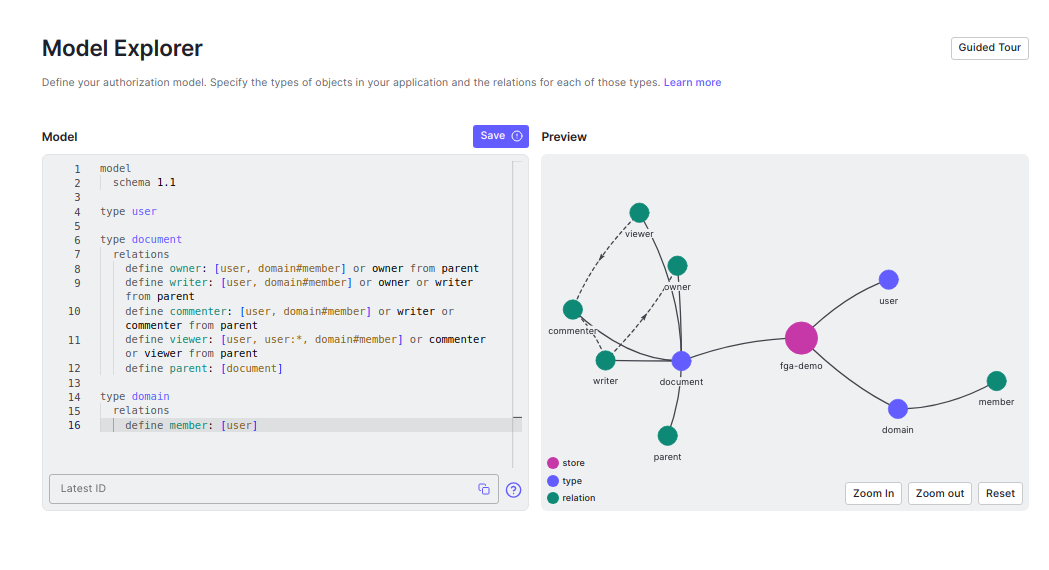 Model Explorer
Guided Tour
Define your authorization model. Specify the types of objects in your application and the relations for each of those types. Learn more
Model
Save
Preview
1 model
2 schema 1.1
3
4 type user
5
6 type document
7 relations
8 define owner: [user, domain#member] or owner from parent
9 define writer: [user, domain#member] or owner or writer
from parent
10 define commenter: [user, domain#member] or writer or
commenter from parent
11 define viewer: [user, user:*, domain#member] or commenter
or viewer from parent
12 define parent: [document]
13
14 type domain
15 relations
16 define member: [user]
Latest ID
viewer
owner
user
commenter
fga-demo
writer
document
member
domain
parent
store
type
relation
Zoom In
Zoom out
Reset